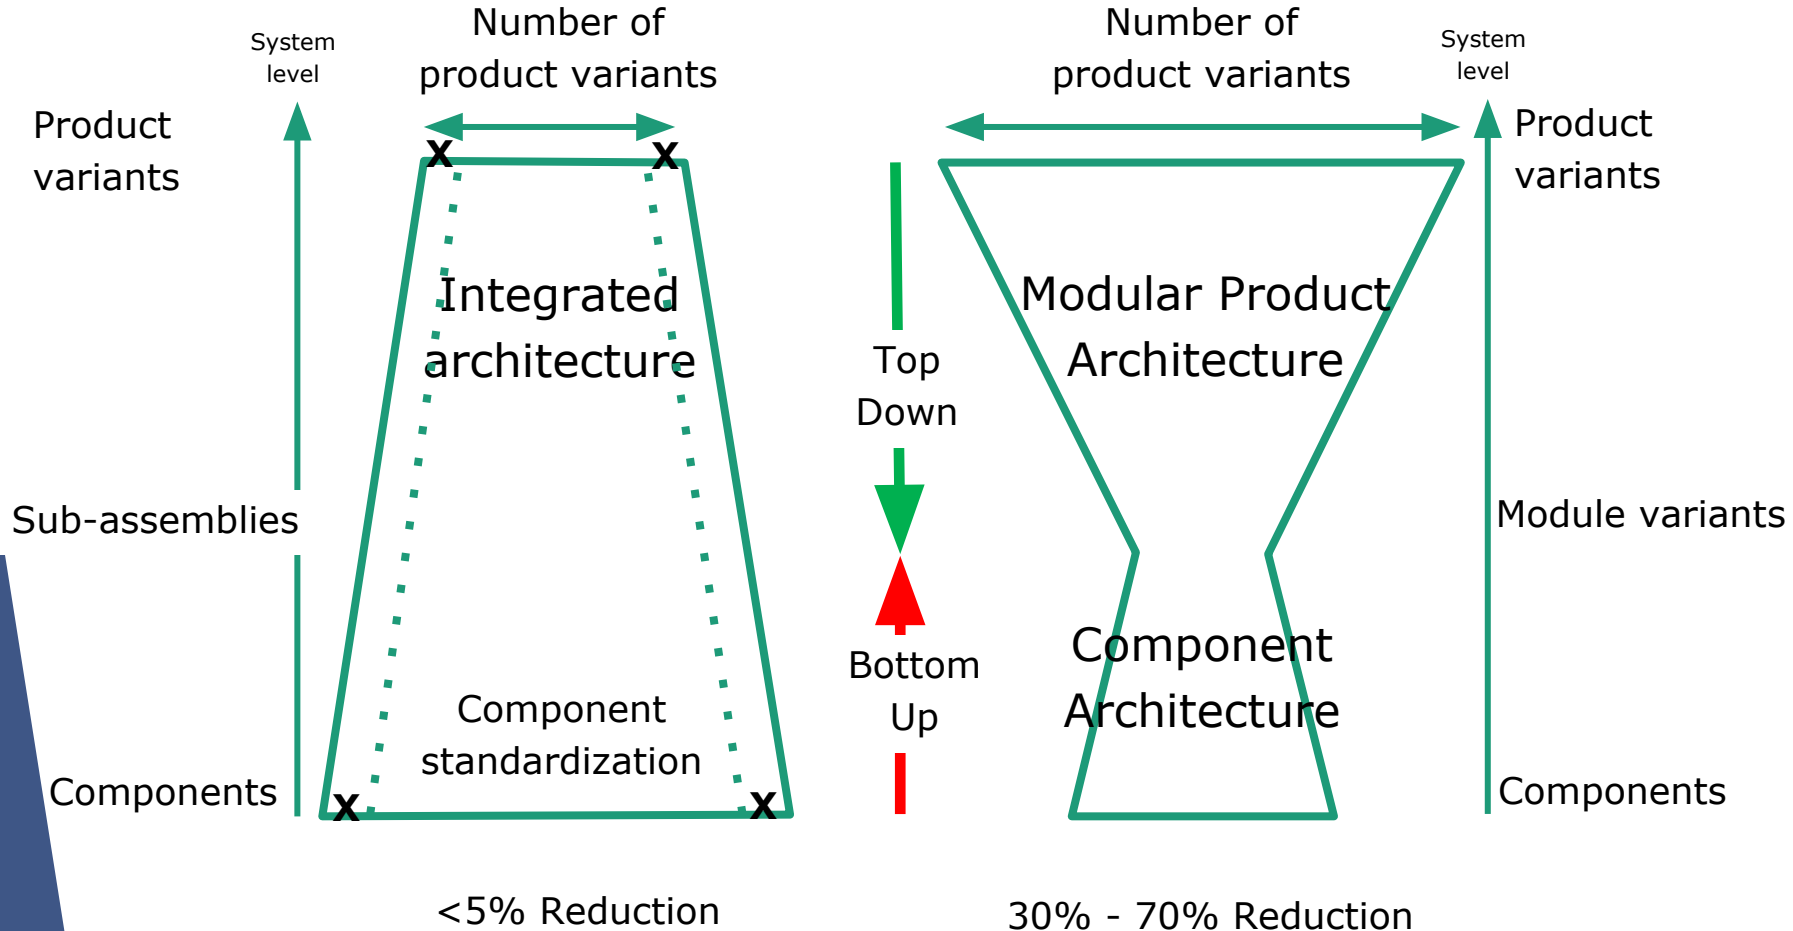 System
level
Number of
product variants
Product
variants
X
X
Integrated
architecture
Sub-assemblies
Component
standardization
Components
X
X
<5% Reduction
Top
Down
Bottom
Up
Number of
product variants
System
level
Product
variants
Modular Product
Architecture
Module variants
Component
Architecture
Components
30% - 70% Reduction